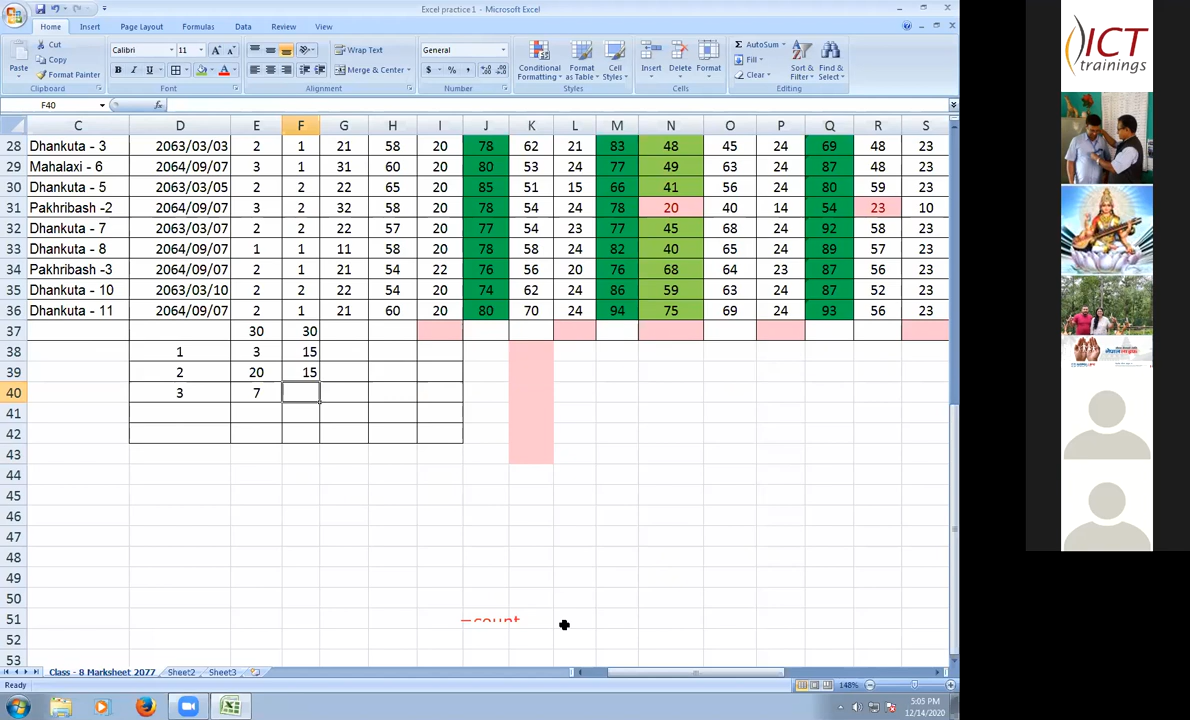 Excel practice1 - Microsoft Excel
Home Insert Page Layout Formulas Data Review View
Cut
Copy
Format Painter
Paste
Clipboard
Calibri 11
B I U
Font
Wrap Text
Merge & Center
Alignment
General
$ % ,
Number
Conditional Formatting
Format as Table
Cell Styles
Styles
Insert Delete Format
Cells
AutoSum
Fill
Clear
Sort & Filter
Find & Select
Editing
F40 fx
C D E F G H I J K L M N O P Q R S
28 Dhankuta - 3 2063/03/03 2 1 21 58 20 78 62 21 83 48 45 24 69 48 23
29 Mahalaxi - 6 2064/09/07 3 1 31 60 20 80 53 24 77 49 63 24 87 48 23
30 Dhankuta - 5 2063/03/05 2 2 22 65 20 85 51 15 66 41 56 24 80 59 23
31 Pakhribash -2 2064/09/07 3 2 32 58 20 78 54 24 78 20 40 14 54 23 10
32 Dhankuta - 7 2063/03/07 2 2 22 57 20 77 54 23 77 45 68 24 92 58 23
33 Dhankuta - 8 2064/09/07 1 1 11 58 20 78 58 24 82 40 65 24 89 57 23
34 Pakhribash -3 2064/09/07 2 1 21 54 22 76 56 20 76 68 64 23 87 56 23
35 Dhankuta - 10 2063/03/10 2 2 22 54 20 74 62 24 86 59 63 24 87 52 23
36 Dhankuta - 11 2064/09/07 2 1 21 60 20 80 70 24 94 75 69 24 93 56 23
37 30 30
38 1 3 15
39 2 20 15
40 3 7
41
42
43
44
45
46
47
48
49
50
51 =count
52
53
Class - 8 Marksheet 2077 Sheet2 Sheet3
Ready 148%
5:05 PM
12/14/2020
ICT
trainings